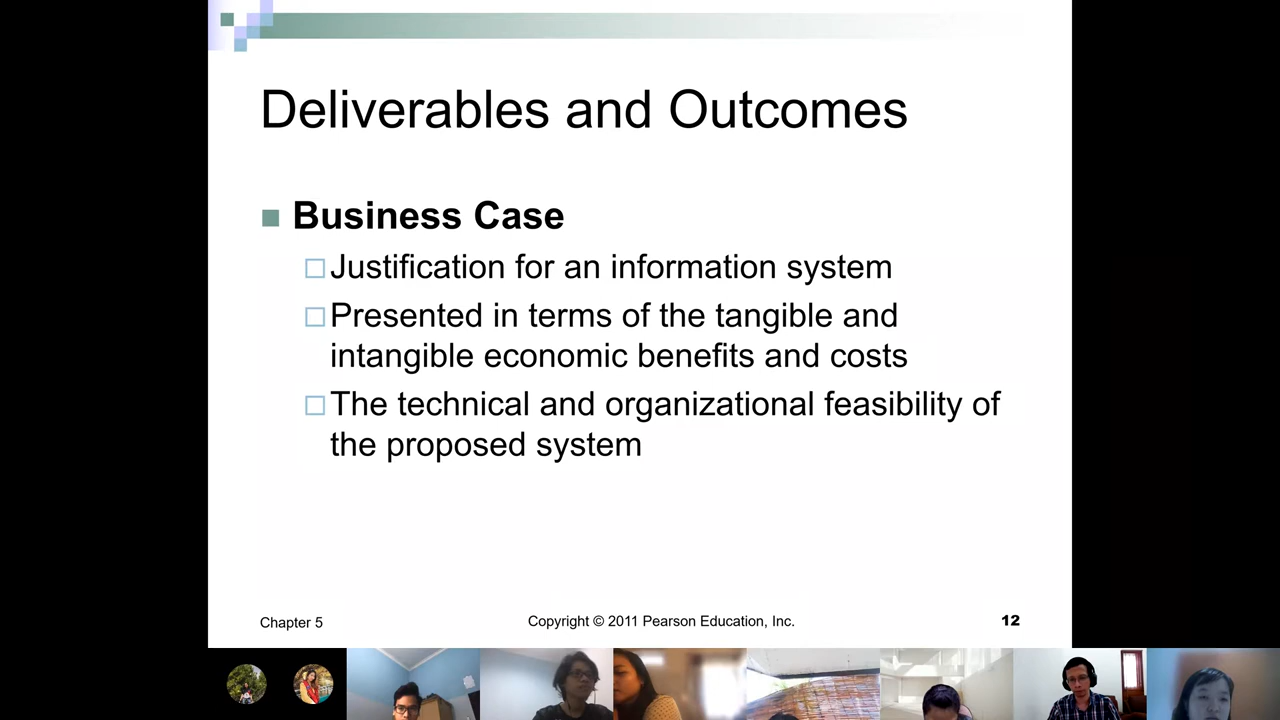 Deliverables and Outcomes
Business Case
Justification for an information system
Presented in terms of the tangible and
intangible economic benefits and costs
The technical and organizational feasibility of
the proposed system
Chapter 5
Copyright © 2011 Pearson Education, Inc.
12